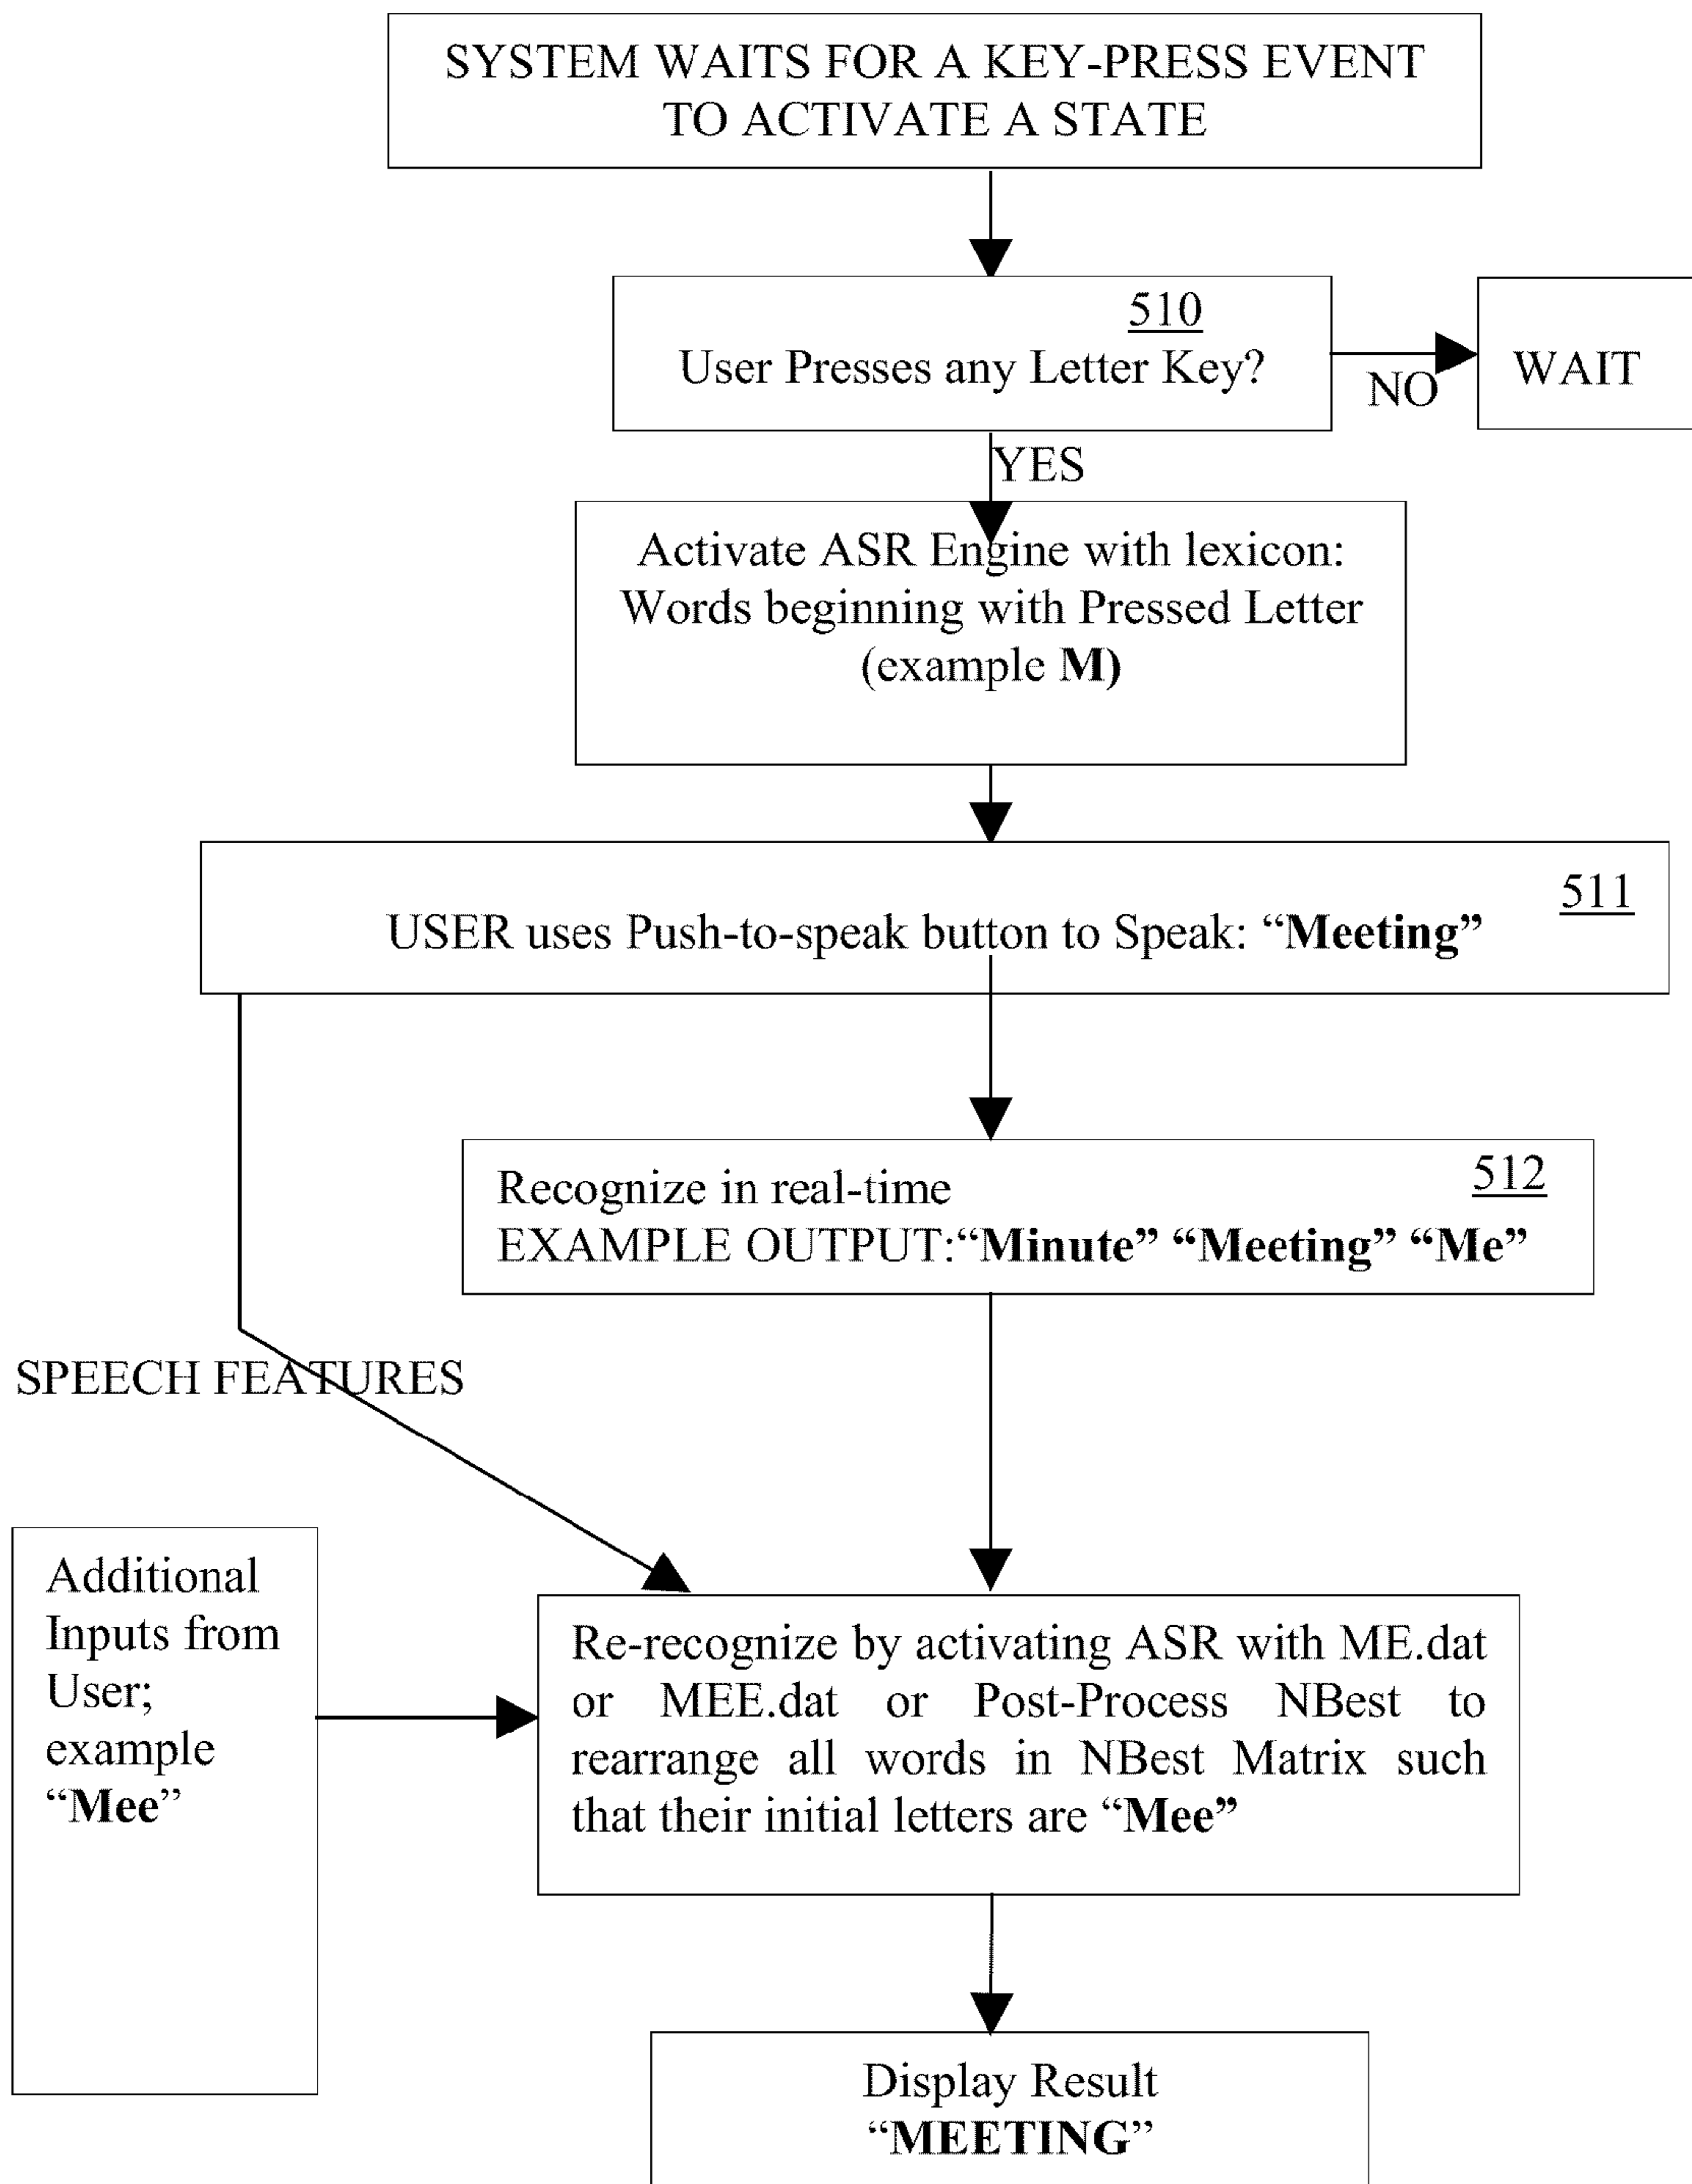 SYSTEM WAITS FOR A KEY-PRESS EVENT
TO ACTIVATE A STATE
510
User Presses any Letter Key?
NO
WAIT
YES
Activate ASR Engine with lexicon:
Words beginning with Pressed Letter
(example M)
511
USER uses Push-to-speak button to Speak: “Meeting”
512
Recognize in real-time
EXAMPLE OUTPUT:“Minute” “Meeting” “Me”
SPEECH FEATURES
Additional
Inputs from
User;
example
“Mee”
Re-recognize by activating ASR with ME.dat
or MEE.dat or Post-Process NBest to
rearrange all words in NBest Matrix such
that their initial letters are “Mee”
Display Result
“MEETING”